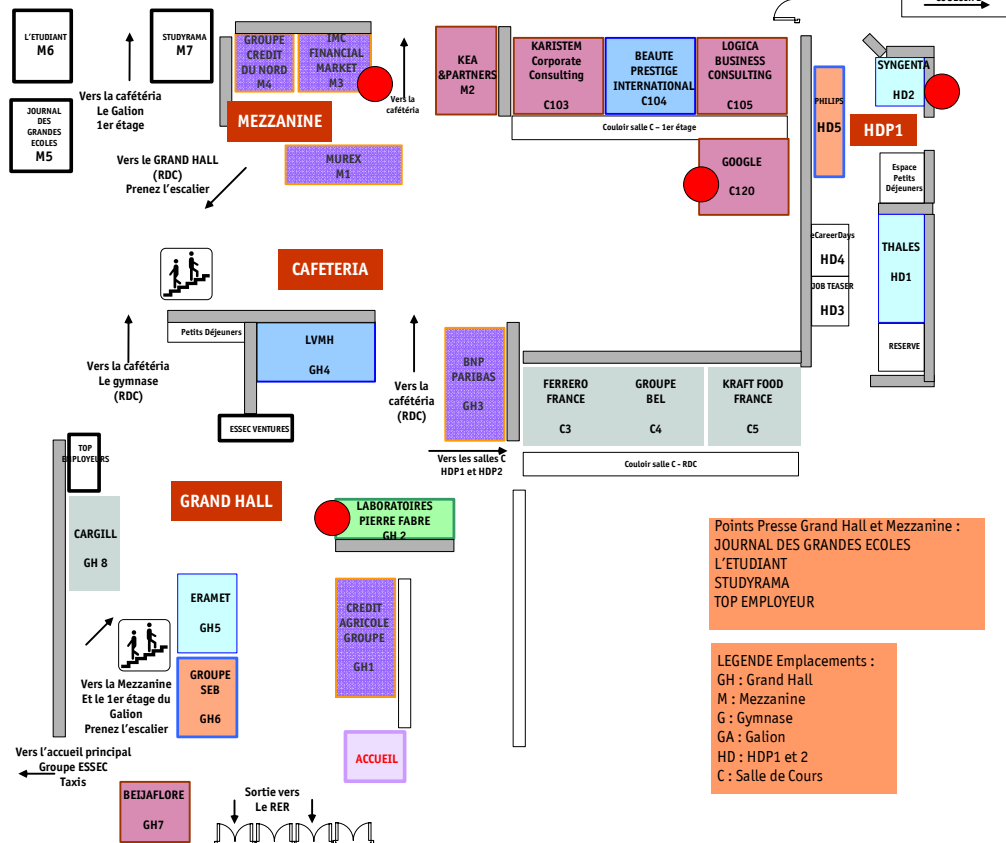 L'ETUDIANT
M6
STUDYRAMA
M7
GROUPE
CREDIT
DU NORD
M4
IMC
FINANCIAL
MARKET
M3
KEA
&PARTNERS
M2
KARISTEM
Corporate
Consulting
C103
BEAUTE
PRESTIGE
INTERNATIONAL
C104
LOGICA
BUSINESS
CONSULTING
C105
SYNGENTA
HD2
PHILIPS
HD5
HDP1
Vers la cafétéria
Le Galion
1er étage
Vers la
cafétéria
JOURNAL
DES
GRANDES
ECOLES
M5
MEZZANINE
Couloir salle C – 1er étage
Vers le GRAND HALL
(RDC)
Prenez l'escalier
MUREX
M1
GOOGLE
C120
Espace
Petits
Déjeuners
THALES
HD1
eCareerDays
HD4
JOB TEASER
HD3
RESERVE
CAFETERIA
Petits Déjeuners
LVMH
GH4
Vers la cafétéria
Le gymnase
(RDC)
Vers la
cafétéria
(RDC)
BNP
PARIBAS
GH3
FERRERO
FRANCE
C3
GROUPE
BEL
C4
KRAFT FOOD
FRANCE
C5
ESSEC VENTURES
Vers les salles C
HDP1 et HDP2
Couloir salle C - RDC
TOP
EMPLOYEURS
GRAND HALL
CARGILL
GH 8
LABORATOIRES
PIERRE FABRE
GH 2
Points Presse Grand Hall et Mezzanine :
JOURNAL DES GRANDES ECOLES
L'ETUDIANT
STUDYRAMA
TOP EMPLOYEUR
ERAMET
GH5
CREDIT
AGRICOLE
GROUPE
GH1
GROUPE
SEB
GH6
Vers la Mezzanine
Et le 1er étage du
Galion
Prenez l'escalier
LEGENDE Emplacements :
GH : Grand Hall
M : Mezzanine
G : Gymnase
GA : Galion
HD : HDP1 et 2
C : Salle de Cours
Vers l'accueil principal
Groupe ESSEC
Taxis
ACCUEIL
BEIJAFLORE
GH7
Sortie vers
Le RER